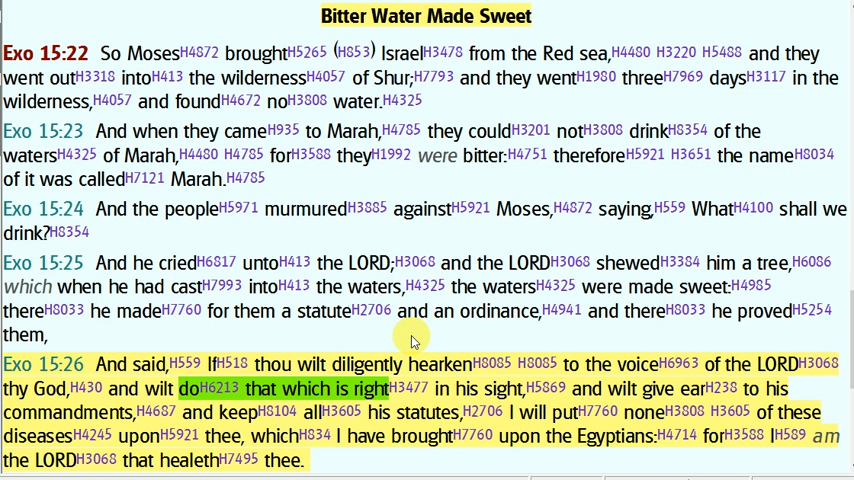 Bitter Water Made Sweet
Exo 15:22 So MosesH4872 broughtH5265 (H853) IsraelH3478 from the Red sea,H4480 H3220 H5488 and they
went outH3318 intoH413 the wildernessH4057 of Shur;H7793 and they wentH1980 threeH7969 daysH3117 in the
wilderness,H4057 and foundH4672 noH3808 water.H4325
Exo 15:23 And when they cameH935 to Marah,H4785 they couldH3201 notH3808 drinkH8354 of the
watersH4325 of Marah,H4480 H4785 forH3588 theyH1992 were bitter:H4751 thereforeH5921 H3651 the nameH8034
of it was calledH7121 Marah.H4785
Exo 15:24 And the peopleH5971 murmuredH3885 againstH5921 Moses,H4872 saying,H559 WhatH4100 shall we
drink?H8354
Exo 15:25 And he criedH6817 untoH413 the LORD;H3068 and the LORDH3068 shewedH3384 him a tree,H6086
which when he had castH7993 intoH413 the waters,H4325 the watersH4325 were made sweet:H4985
thereH8033 he madeH7760 for them a statuteH2706 and an ordinance,H4941 and thereH8033 he provedH5254
them,
Exo 15:26 And said,H559 IfH518 thou wilt diligently hearkenH8085 H8085 to the voiceH6963 of the LORDH3068
thy God,H430 and wilt doH6213 that which is rightH3477 in his sight,H5869 and wilt give earH238 to his
commandments,H4687 and keepH8104 allH3605 his statutes,H2706 I will putH7760 noneH3808 H3605 of these
diseasesH4245 uponH5921 thee, whichH834 I have broughtH7760 upon the Egyptians:H4714 forH3588 IH589 am
the LORDH3068 that healethH7495 thee.